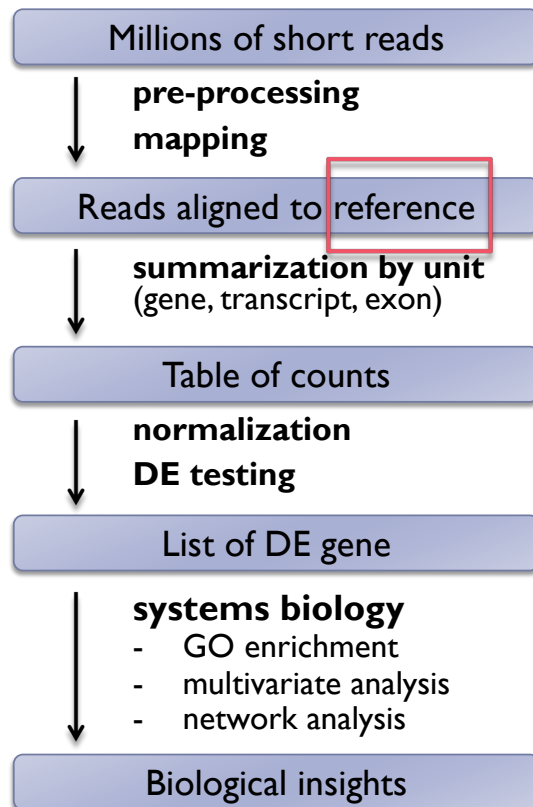 Millions of short reads
pre-processing
mapping
Reads aligned to reference
summarization by unit
(gene, transcript, exon)
Table of counts
normalization
DE testing
List of DE gene
systems biology
- GO enrichment
- multivariate analysis
- network analysis
Biological insights